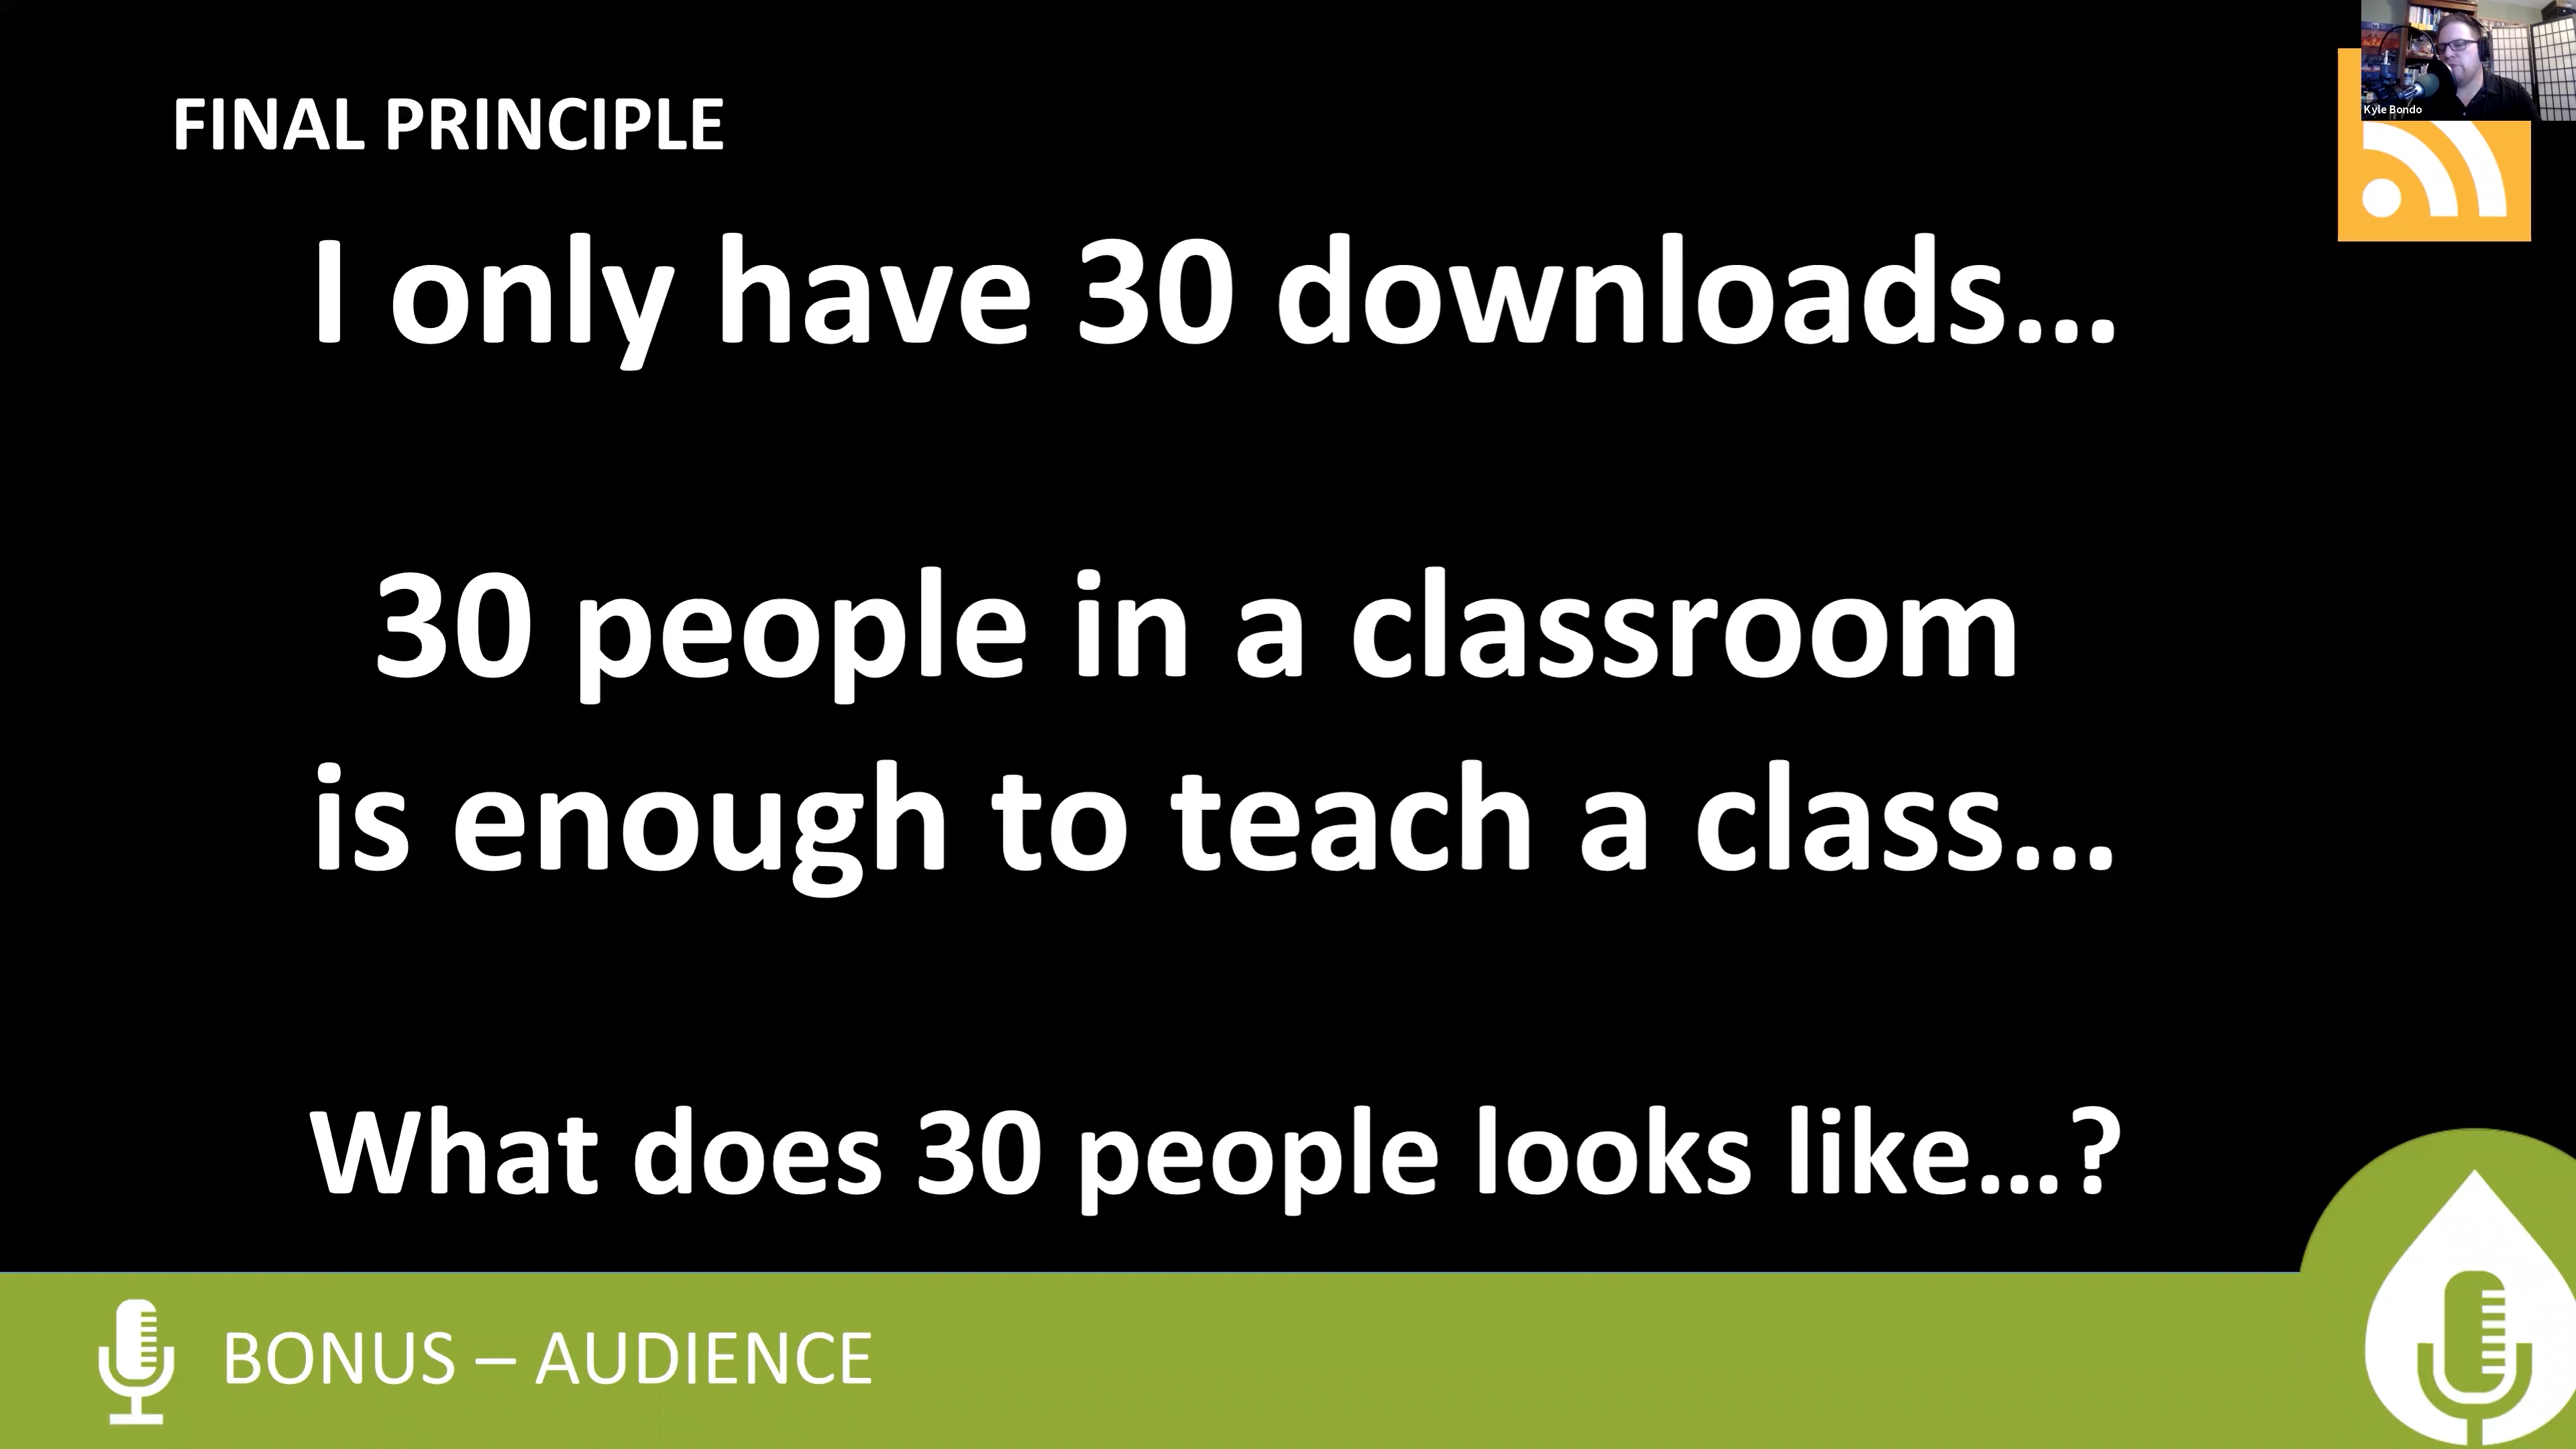 Kyle Bondo
FINAL PRINCIPLE
I only have 30 downloads...
30 people in a classroom
is enough to teach a class...
What does 30 people looks like...?
BONUS – AUDIENCE